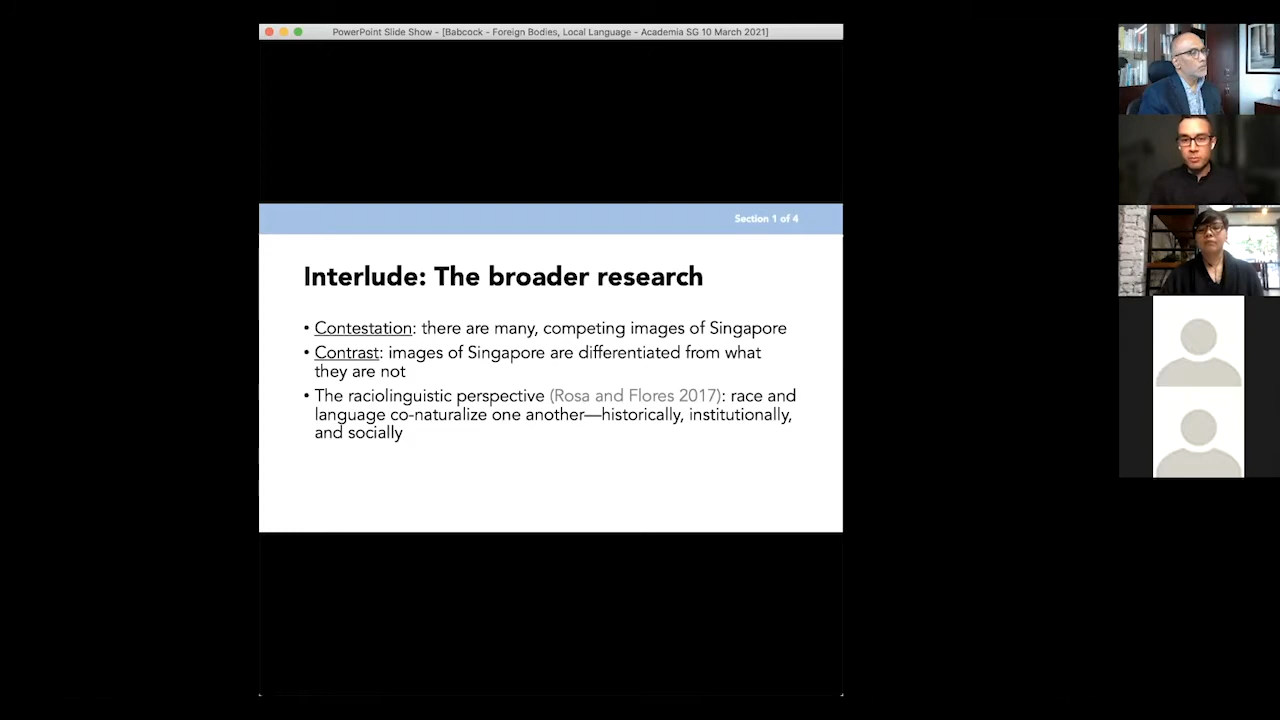 PowerPoint Slide Show - [Babcock - Foreign Bodies, Local Language - Academia SG 10 March 2021]
Section 1 of 4
Interlude: The broader research
• Contestation: there are many, competing images of Singapore
• Contrast: images of Singapore are differentiated from what
they are not
• The raciolinguistic perspective (Rosa and Flores 2017): race and
language co-naturalize one another—historically, institutionally,
and socially